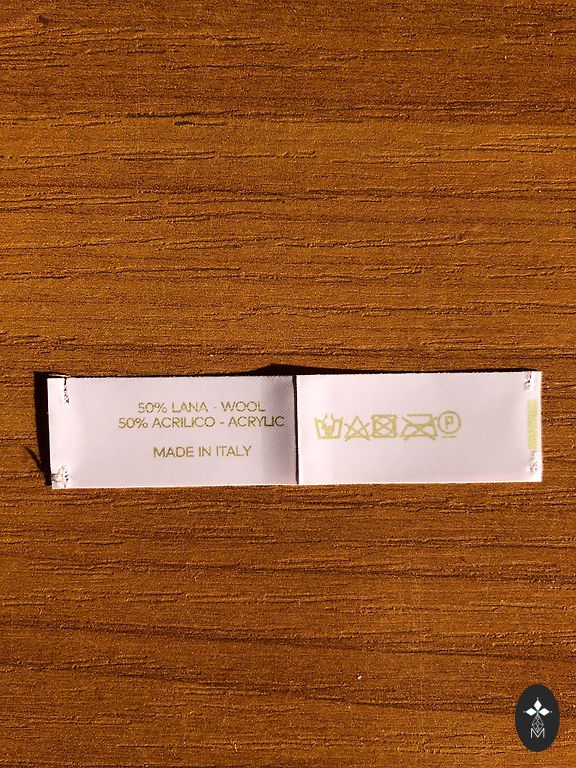 50% LANA - WOOL
50% ACRILICO - ACRYLIC
MADE IN ITALY
P
M